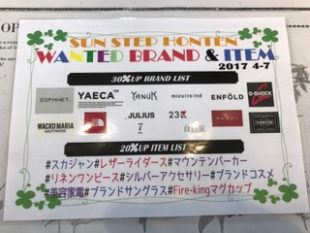 SUN STEP HONTEN
WANTED BRAND & ITEM
2017 4-7
30%UP BRAND LIST
SOPHNET. YAECA YANUK mizuiro ind ENFÖLD G-SHOCK
WACKO MARIA JULIUS 7 23区 PORTER
20%UP ITEM LIST
#スカジャン#レザーライダース#マウンテンパーカー
#リネンワンピース#シルバーアクセサリー#ブランドコスメ
#美容家電#ブランドサングラス#Fire-kingマグカップ